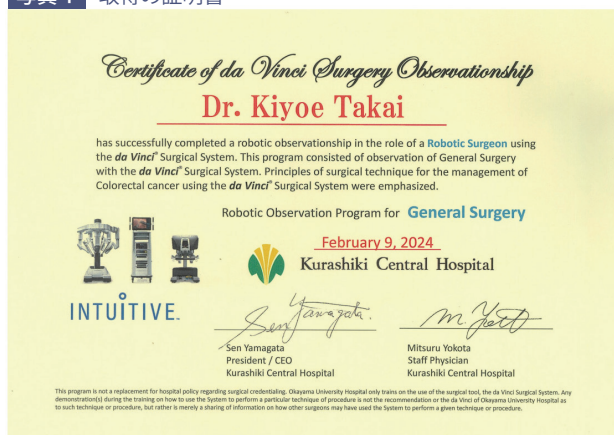 取得の証明書
Certificate of da Vinci Surgery Observationship
Dr. Kiyoe Takai
has successfully completed a robotic observationship in the role of a Robotic Surgeon using
the da Vinci® Surgical System. This program consisted of observation of General Surgery
with the da Vinci® Surgical System. Principles of surgical technique for the management of
Colorectal cancer using the da Vinci® Surgical System were emphasized.
Robotic Observation Program for General Surgery
February 9, 2024
Kurashiki Central Hospital
INTUITIVE
Sen Yamagata.
Sen Yamagata
President / CEO
Kurashiki Central Hospital
Mitsuru Yokota
Staff Physician
Kurashiki Central Hospital
This program is not a replacement for hospital policy regarding surgical credentialing. Okayama University Hospital only trains on the use of the surgical tool, the da Vinci Surgical System. Any
demonstration(s) during the training on how to use the System to perform a particular technique of procedure is not the recommendation or the da Vinci of Okayama University Hospital as
to such technique or procedure, but rather is merely a sharing of information on how other surgeons may have used the System to perform a given technique or procedure.